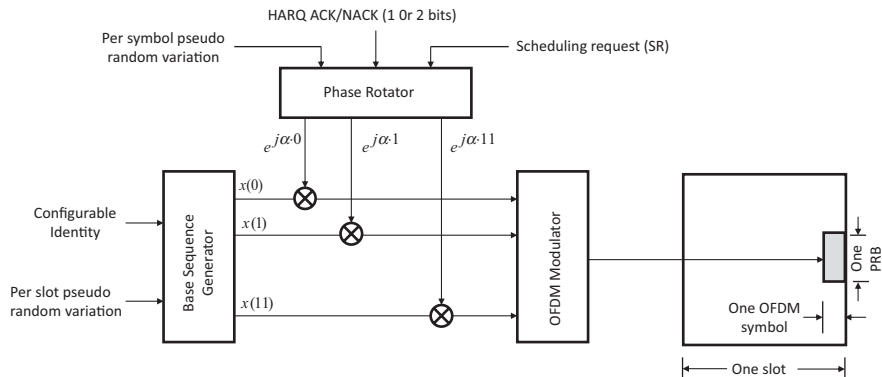 HARQ ACK/NACK (1 0r 2 bits)
Per symbol pseudo
random variation
Scheduling request (SR)
Phase Rotator
e^{jα·0}
e^{jα·1}
e^{jα·11}
x(0)
x(1)
x(11)
Configurable
Identity
Per slot pseudo
random variation
Base Sequence
Generator
OFDM Modulator
One
PRB
One OFDM
symbol
One slot